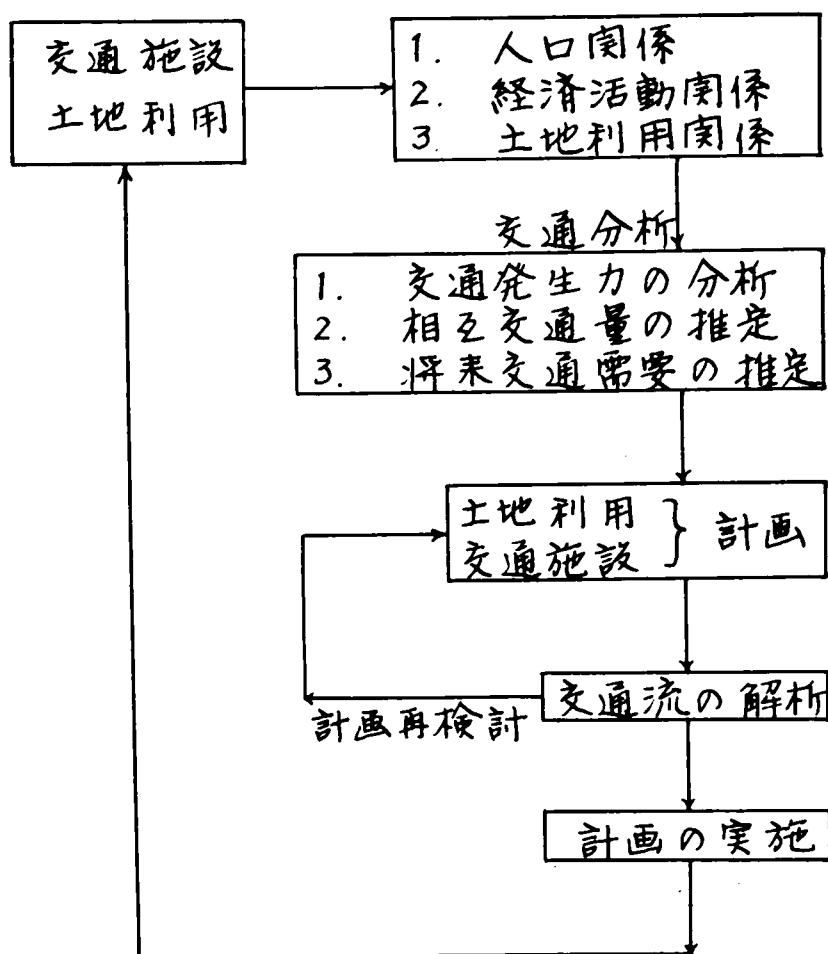 交通施設
土地利用
1. 人口関係
2. 経済活動関係
3. 土地利用関係
交通分析
1. 交通発生力の分析
2. 相互交通量の推定
3. 将来交通需要の推定
土地利用
交通施設 } 計画
交通流の解析
計画再検討
計画の実施